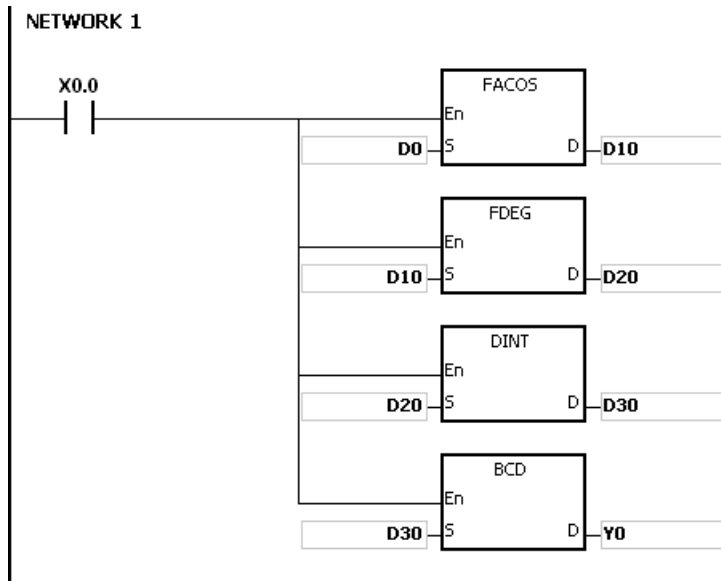 NETWORK 1
X0.0
FACOS
En
D0 S D D10
FDEG
En
D10 S D D20
DINT
En
D20 S D D30
BCD
En
D30 S D Y0